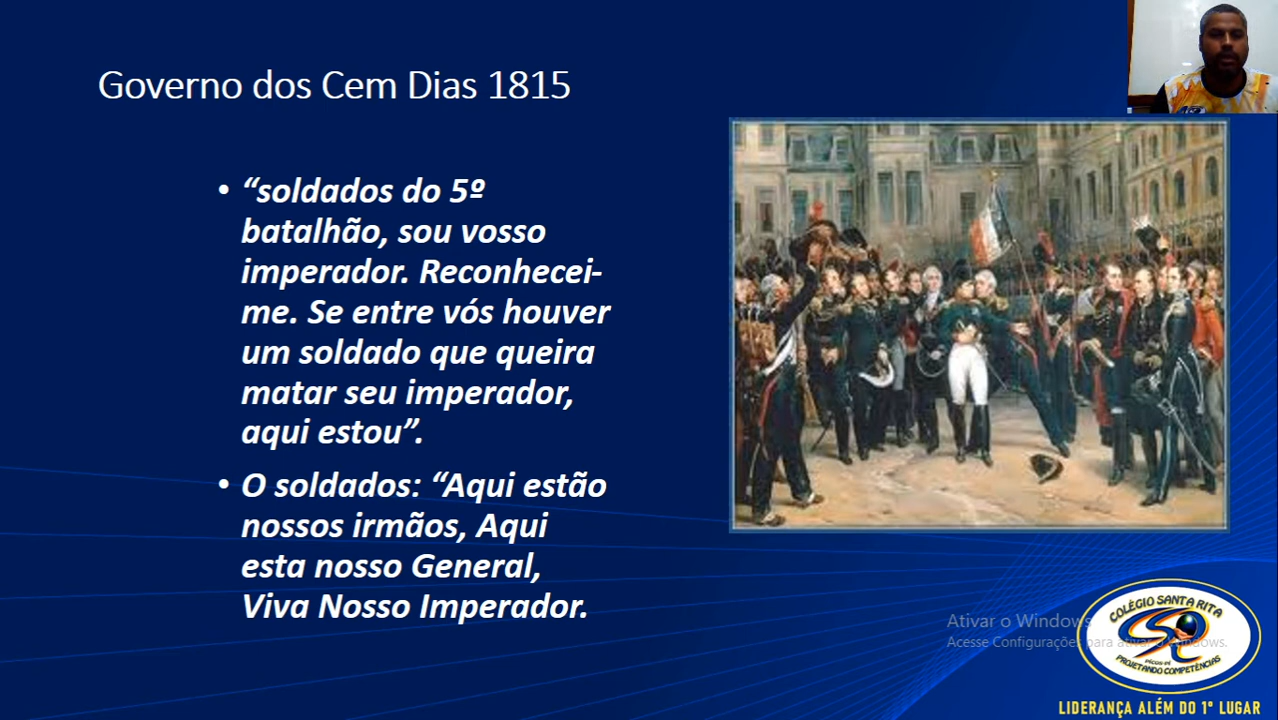 Governo dos Cem Dias 1815
• “soldados do 5º
batalhão, sou vosso
imperador. Reconhecei-
me. Se entre vós houver
um soldado que queira
matar seu imperador,
aqui estou”.
• O soldados: “Aqui estão
nossos irmãos, Aqui
esta nosso General,
Viva Nosso Imperador.
Ativar o Windows
Acesse Configurações para ativar o Windows.
COLÉGIO SANTA RITA
PROJETANDO COMPETÊNCIAS
LIDERANÇA ALÉM DO 1º LUGAR